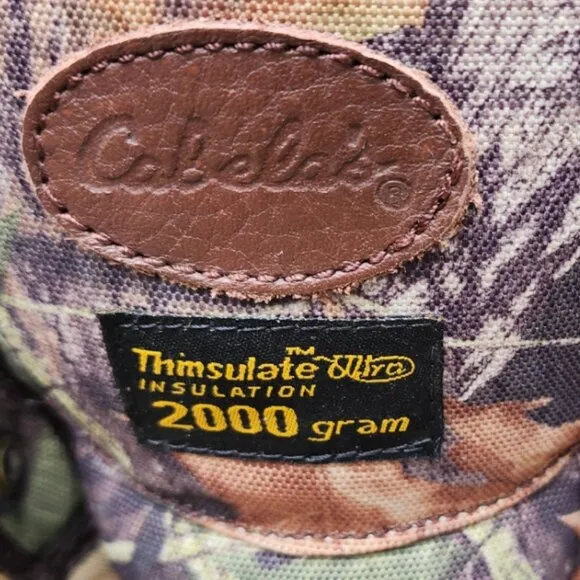 Cabela's®
Thinsulate™ Ultra
INSULATION
2000 gram